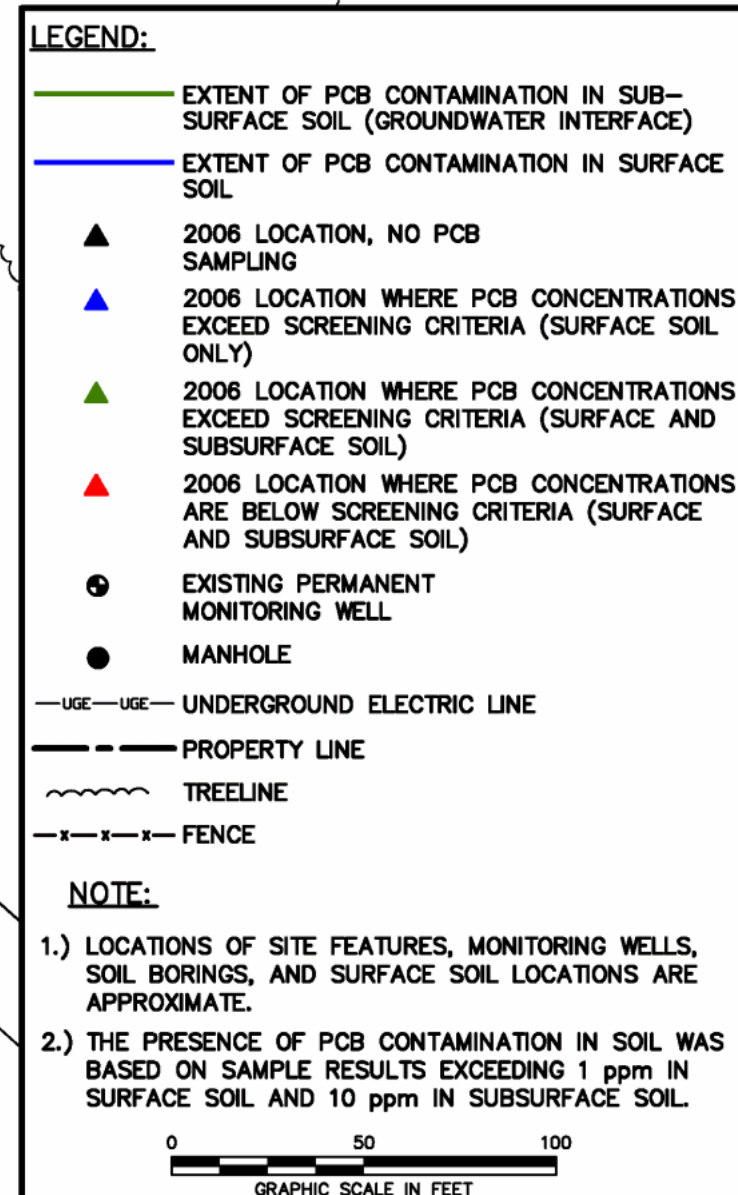 LEGEND:
EXTENT OF PCB CONTAMINATION IN SUB-
SURFACE SOIL (GROUNDWATER INTERFACE)
EXTENT OF PCB CONTAMINATION IN SURFACE
SOIL
2006 LOCATION, NO PCB
SAMPLING
2006 LOCATION WHERE PCB CONCENTRATIONS
EXCEED SCREENING CRITERIA (SURFACE SOIL
ONLY)
2006 LOCATION WHERE PCB CONCENTRATIONS
EXCEED SCREENING CRITERIA (SURFACE AND
SUBSURFACE SOIL)
2006 LOCATION WHERE PCB CONCENTRATIONS
ARE BELOW SCREENING CRITERIA (SURFACE
AND SUBSURFACE SOIL)
EXISTING PERMANENT
MONITORING WELL
MANHOLE
—UGE—UGE— UNDERGROUND ELECTRIC LINE
PROPERTY LINE
TREELINE
—x—x—x— FENCE
NOTE:
1.) LOCATIONS OF SITE FEATURES, MONITORING WELLS,
SOIL BORINGS, AND SURFACE SOIL LOCATIONS ARE
APPROXIMATE.
2.) THE PRESENCE OF PCB CONTAMINATION IN SOIL WAS
BASED ON SAMPLE RESULTS EXCEEDING 1 ppm IN
SURFACE SOIL AND 10 ppm IN SUBSURFACE SOIL.
0 50 100
GRAPHIC SCALE IN FEET